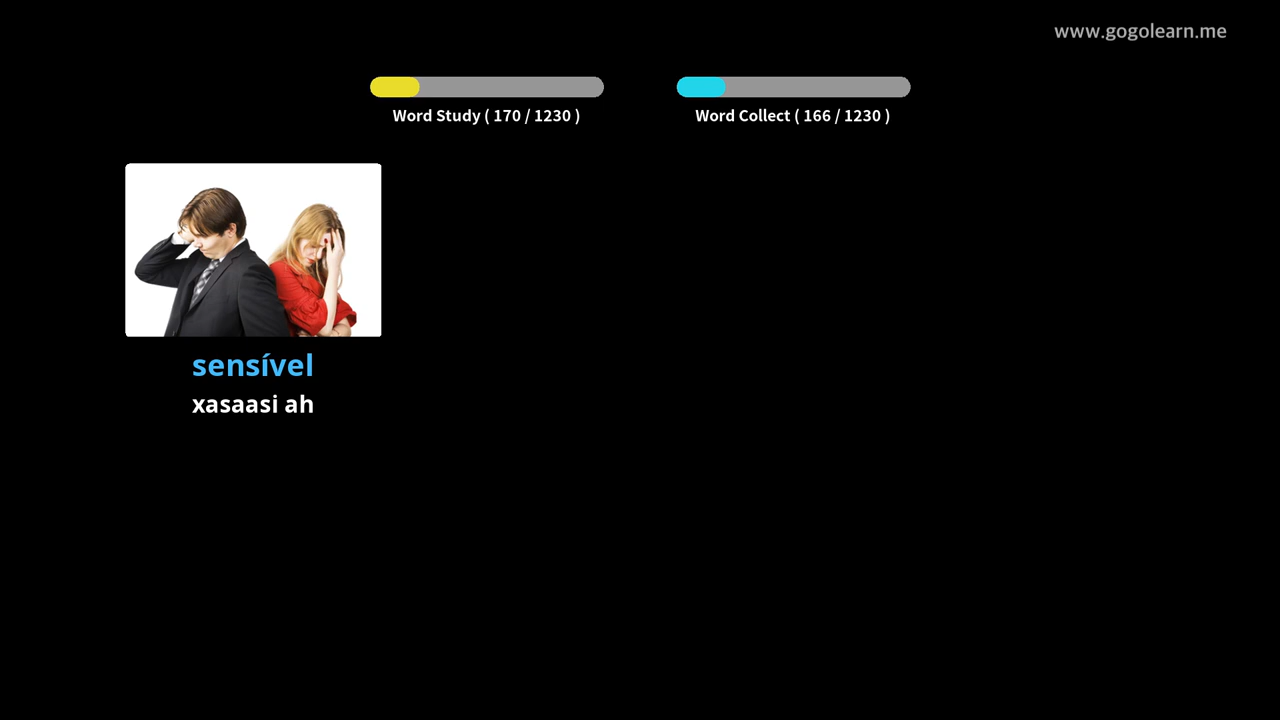 www.gogolearn.me
Word Study ( 170 / 1230 )
Word Collect ( 166 / 1230 )
sensível
xasaasi ah